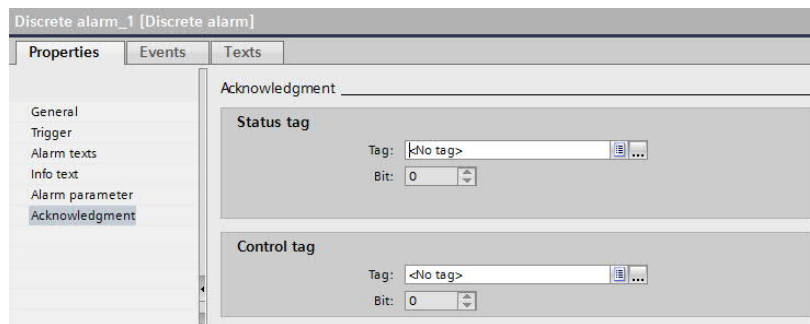 Discrete alarm_1 [Discrete alarm]
Properties Events Texts
Acknowledgment
General
Trigger
Alarm texts
Info text
Alarm parameter
Acknowledgment
Status tag
Tag: <No tag> ...
Bit: 0
Control tag
Tag: <No tag> ...
Bit: 0